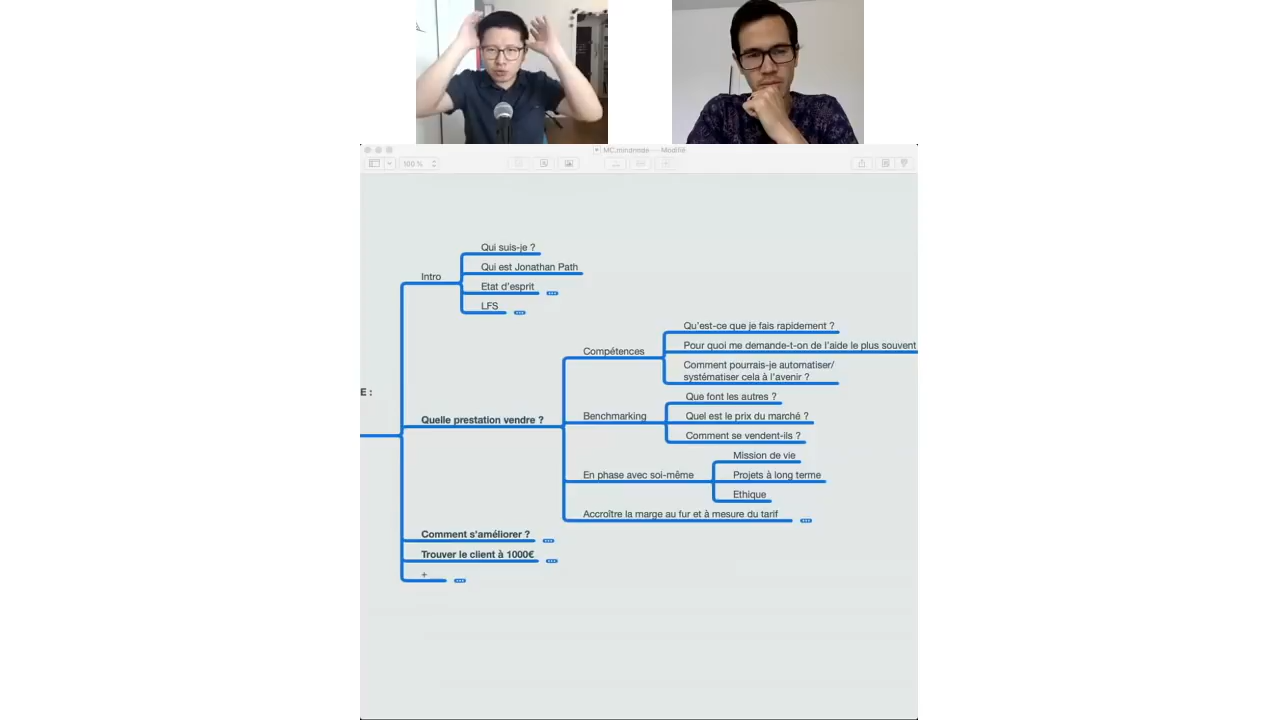 MC.mindnode — Modifié
100 %
Qui suis-je ?
Qui est Jonathan Path
Intro
Etat d'esprit
LFS
Qu'est-ce que je fais rapidement ?
Pour quoi me demande-t-on de l'aide le plus souvent
Compétences
Comment pourrais-je automatiser/
systématiser cela à l'avenir ?
E :
Que font les autres ?
Quelle prestation vendre ?
Benchmarking
Quel est le prix du marché ?
Comment se vendent-ils ?
Mission de vie
En phase avec soi-même
Projets à long terme
Ethique
Accroître la marge au fur et à mesure du tarif
Comment s'améliorer ?
Trouver le client à 1000€
+